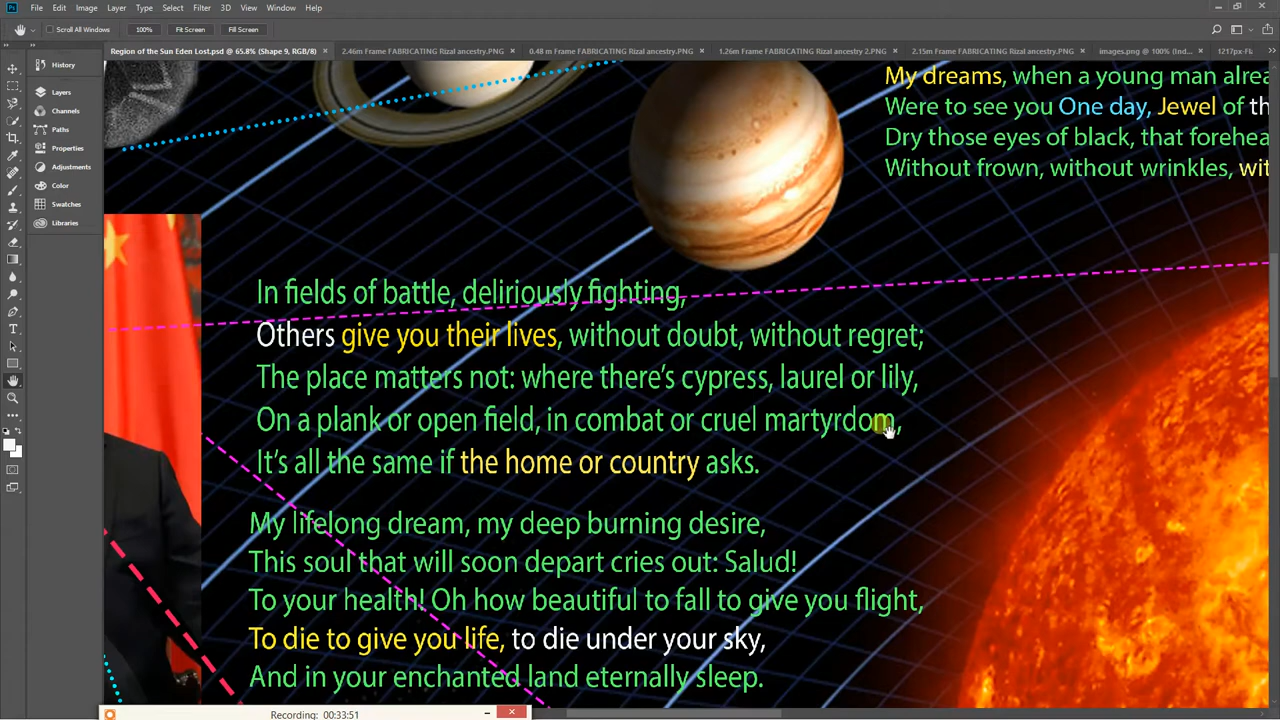 File Edit Image Layer Type Select Filter 3D View Window Help
Scroll All Windows 100% Fit Screen Fill Screen
Region of the Sun Eden Lost.psd @ 65.8% (Shape 9, RGB/8) 2.46m Frame FABRICATING Rizal ancestry.PNG 0.48 m Frame FABRICATING Rizal ancestry.PNG 1.26m Frame FABRICATING Rizal ancestry 2.PNG 2.15m Frame FABRICATING Rizal ancestry.PNG images.png @ 100% (Ind... 1217px-Fl
History
Layers
Channels
Paths
Properties
Adjustments
Color
Swatches
Libraries
My dreams, when a young man alrea
Were to see you One day, Jewel of th
Dry those eyes of black, that forehea
Without frown, without wrinkles, wit
In fields of battle, deliriously fighting,
Others give you their lives, without doubt, without regret;
The place matters not: where there's cypress, laurel or lily,
On a plank or open field, in combat or cruel martyrdom,
It's all the same if the home or country asks.
My lifelong dream, my deep burning desire,
This soul that will soon depart cries out: Salud!
To your health! Oh how beautiful to fall to give you flight,
To die to give you life, to die under your sky,
And in your enchanted land eternally sleep.
Recording: 00:33:51